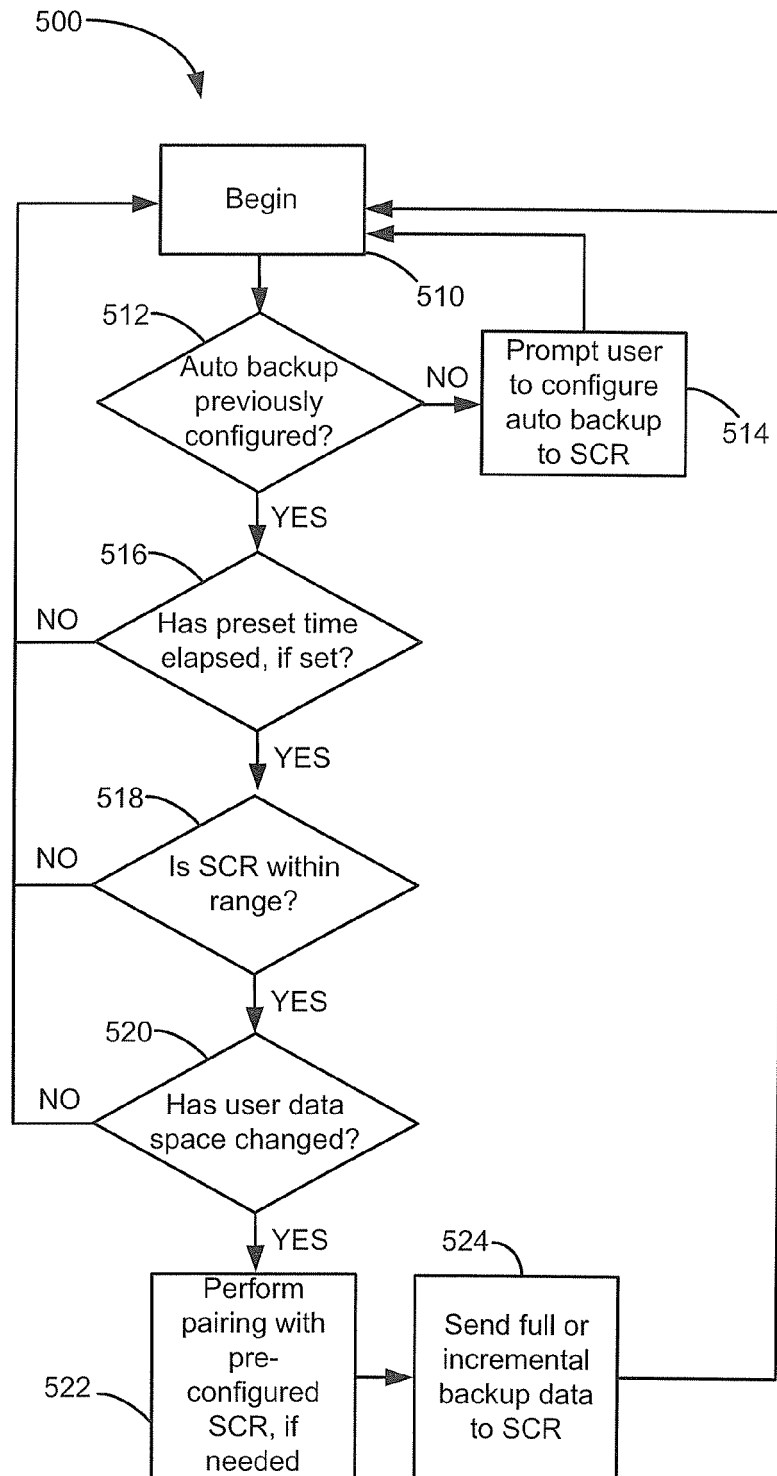 500
Begin
510
512
Auto backup
previously
configured?
NO
Prompt user
to configure
auto backup
to SCR
514
YES
516
NO
Has preset time
elapsed, if set?
YES
518
NO
Is SCR within
range?
YES
520
NO
Has user data
space changed?
YES
524
Perform
pairing with
pre-
configured
SCR, if
needed
522
Send full or
incremental
backup data
to SCR